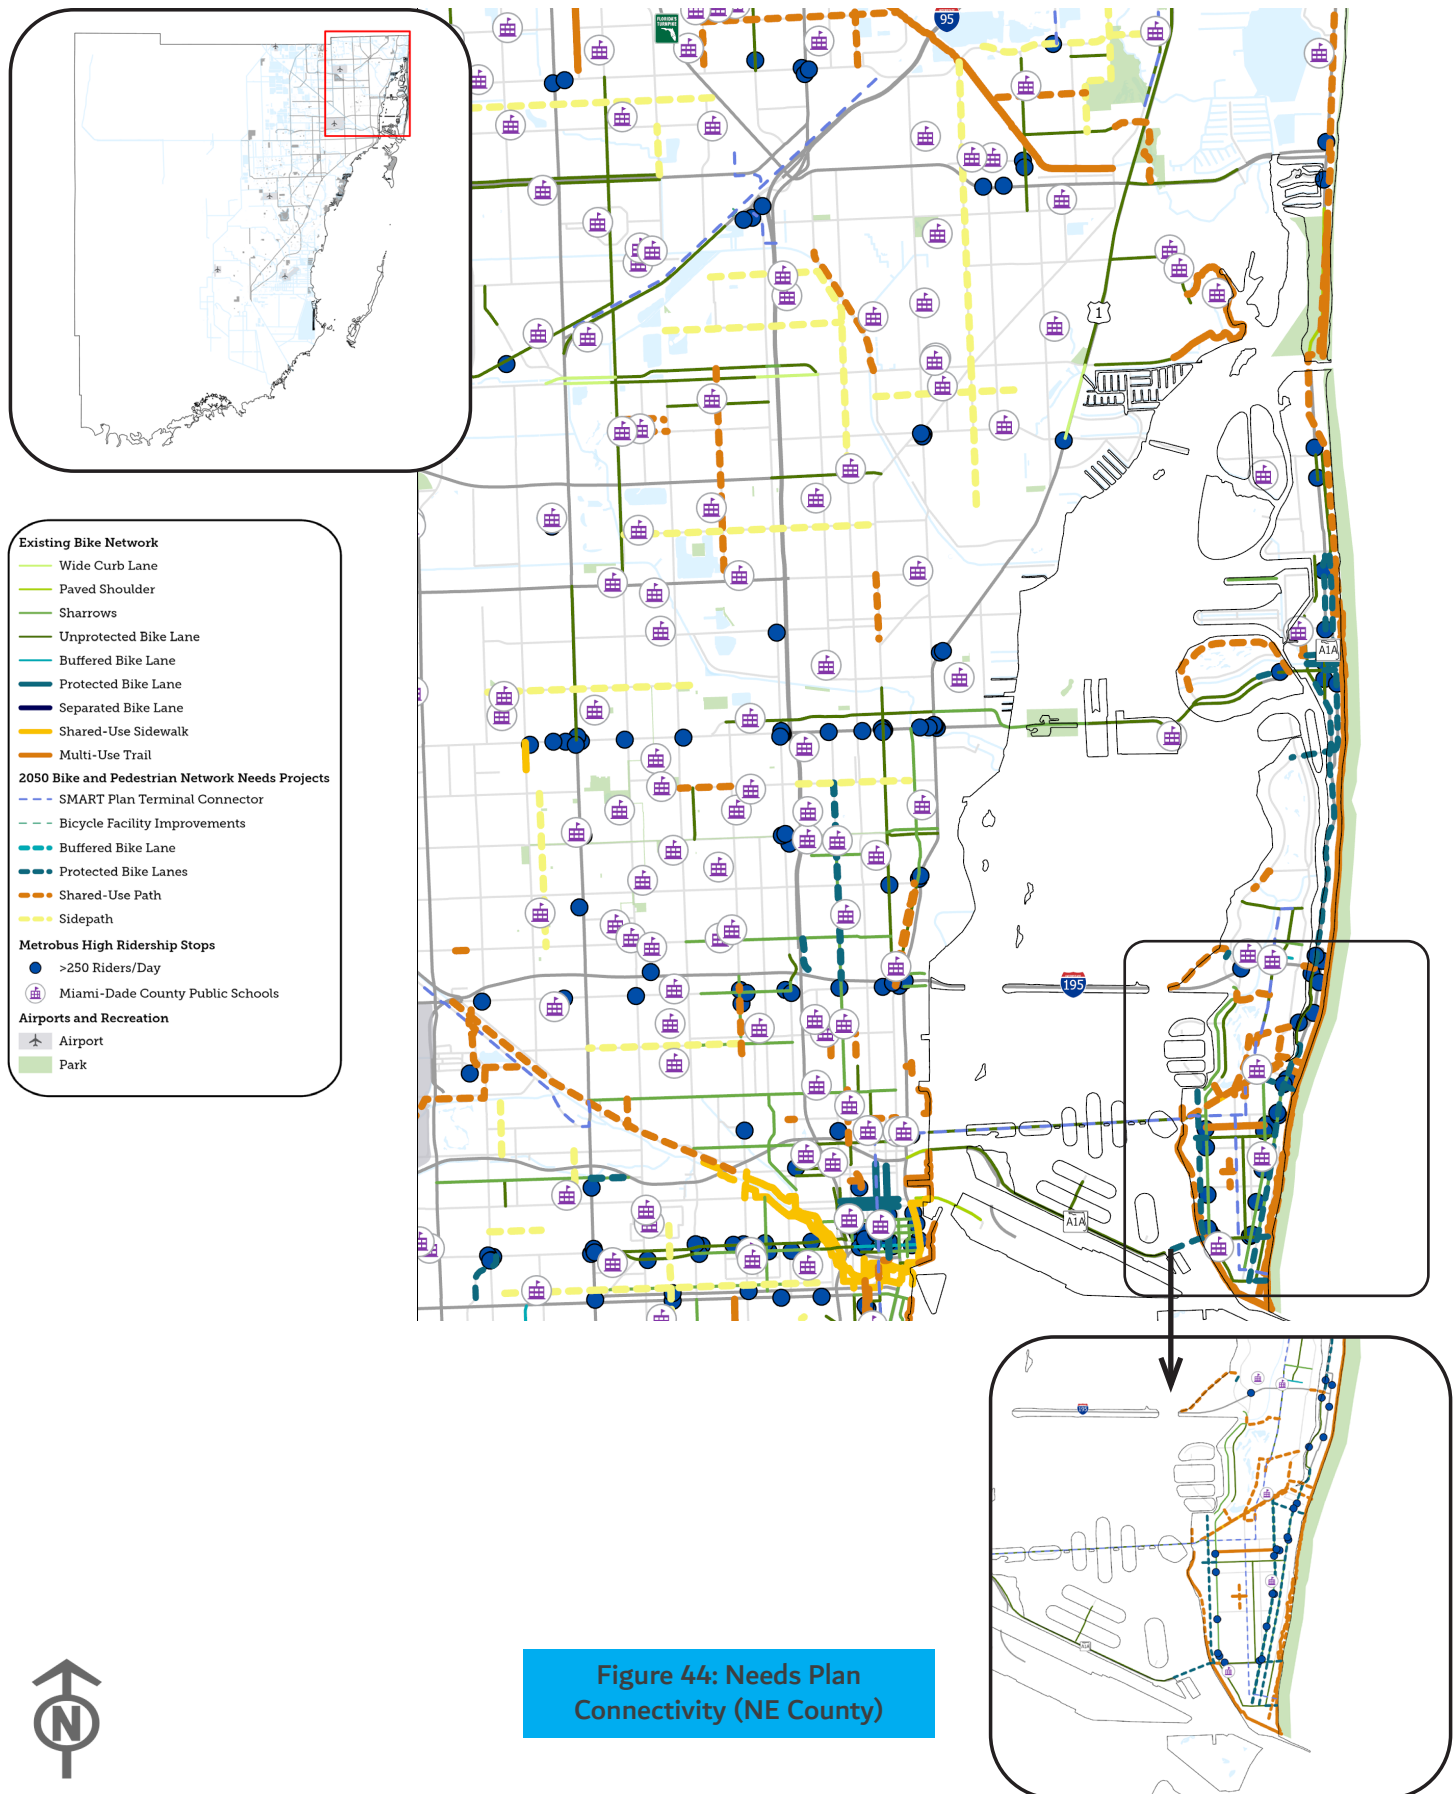 FLORIDA'S
TURNPIKE
95
1
A1A
195
A1A
Existing Bike Network
Wide Curb Lane
Paved Shoulder
Sharrows
Unprotected Bike Lane
Buffered Bike Lane
Protected Bike Lane
Separated Bike Lane
Shared-Use Sidewalk
Multi-Use Trail
2050 Bike and Pedestrian Network Needs Projects
SMART Plan Terminal Connector
Bicycle Facility Improvements
Buffered Bike Lane
Protected Bike Lanes
Shared-Use Path
Sidepath
Metrobus High Ridership Stops
>250 Riders/Day
Miami-Dade County Public Schools
Airports and Recreation
Airport
Park
195
A1A
N
Figure 44: Needs Plan
Connectivity (NE County)